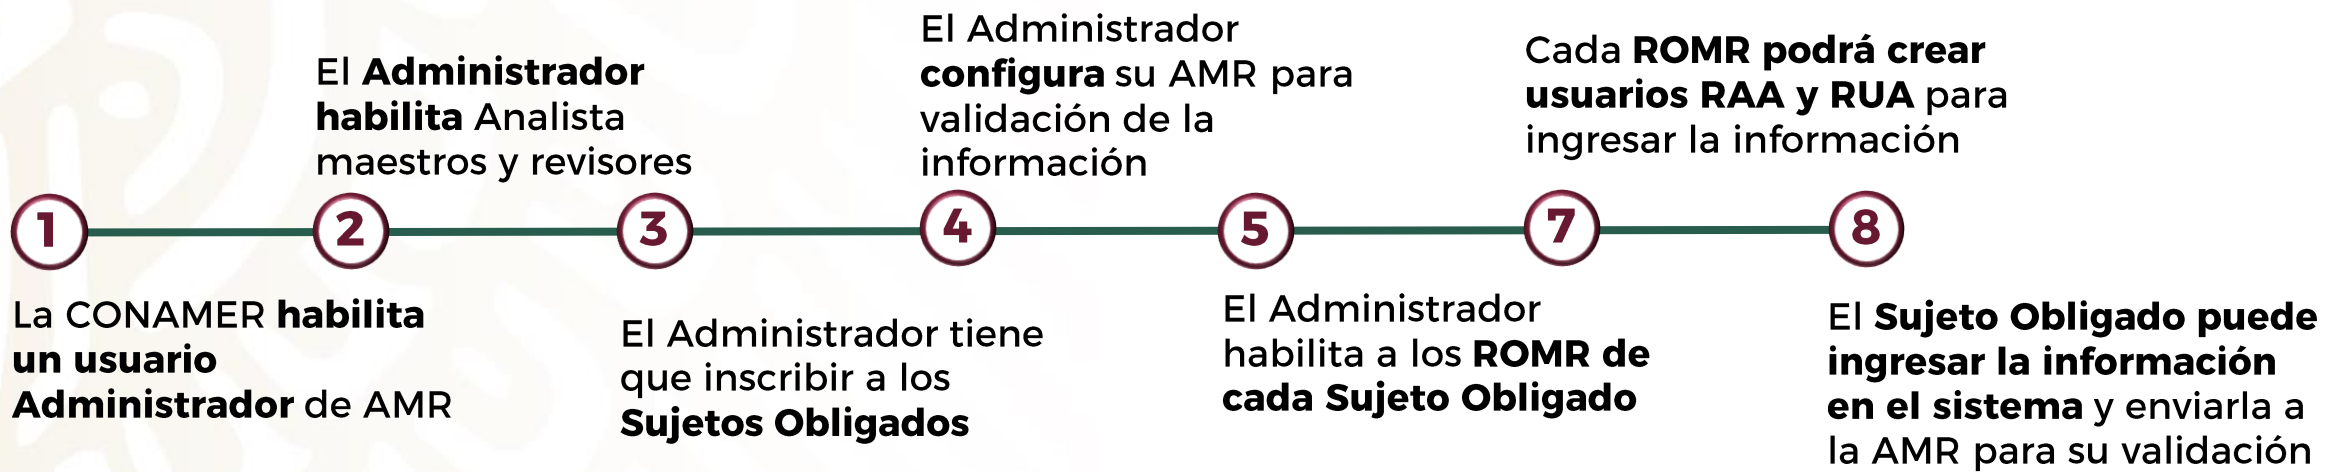 1
La CONAMER habilita
un usuario
Administrador de AMR
2
El Administrador
habilita Analista
maestros y revisores
3
El Administrador tiene
que inscribir a los
Sujetos Obligados
4
El Administrador
configura su AMR para
validación de la
información
5
El Administrador
habilita a los ROMR de
cada Sujeto Obligado
7
Cada ROMR podrá crear
usuarios RAA y RUA para
ingresar la información
8
El Sujeto Obligado puede
ingresar la información
en el sistema y enviarla a
la AMR para su validación